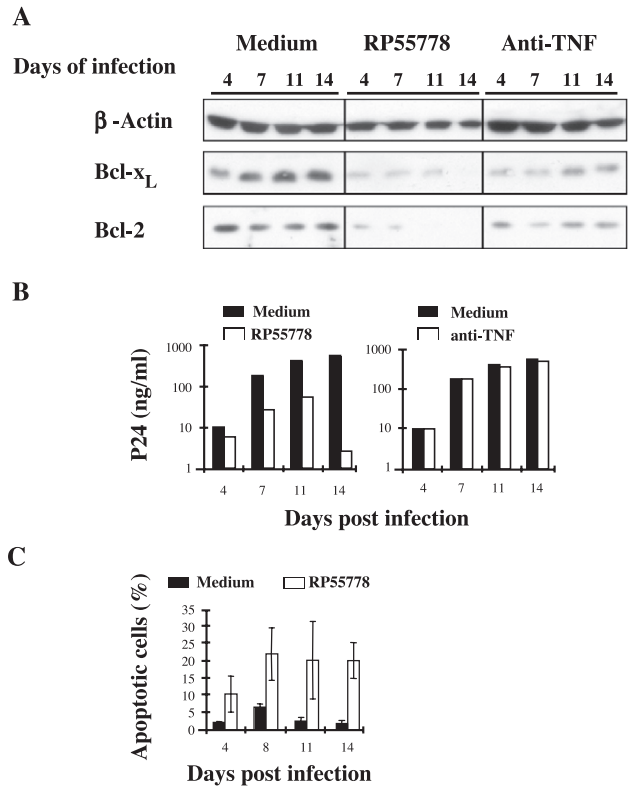 A
Medium RP55778 Anti-TNF
Days of infection 4 7 11 14 4 7 11 14 4 7 11 14
β -Actin
Bcl-xL
Bcl-2
B
Medium
RP55778
Medium
anti-TNF
P24 (ng/ml)
1000
100
10
1
4 7 11 14
1000
100
10
1
4 7 11 14
Days post infection
C
Medium RP55778
Apoptotic cells (%)
35
30
25
20
15
10
5
0
4 8 11 14
Days post infection